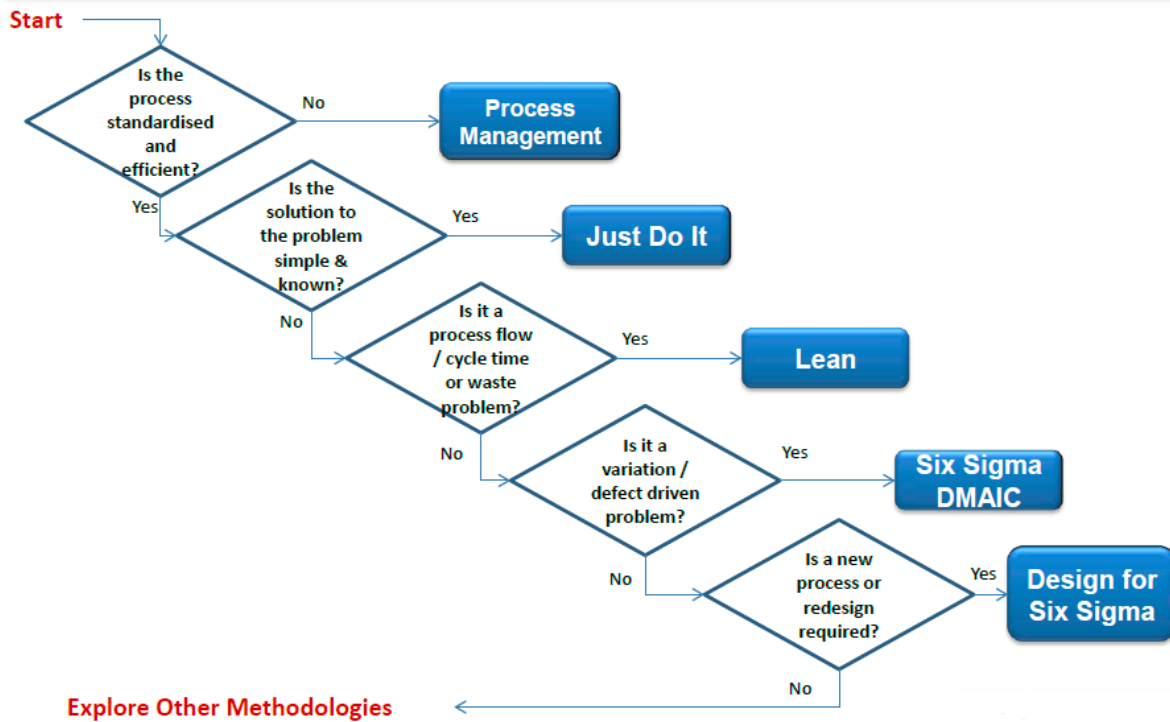 Start
Is the
process
standardised
and
efficient?
No
Process
Management
Yes
Is the
solution to
the problem
simple &
known?
Yes
Just Do It
No
Is it a
process flow
/ cycle time
or waste
problem?
Yes
Lean
No
Is it a
variation /
defect driven
problem?
Yes
Six Sigma
DMAIC
No
Is a new
process or
redesign
required?
Yes
Design for
Six Sigma
No
Explore Other Methodologies